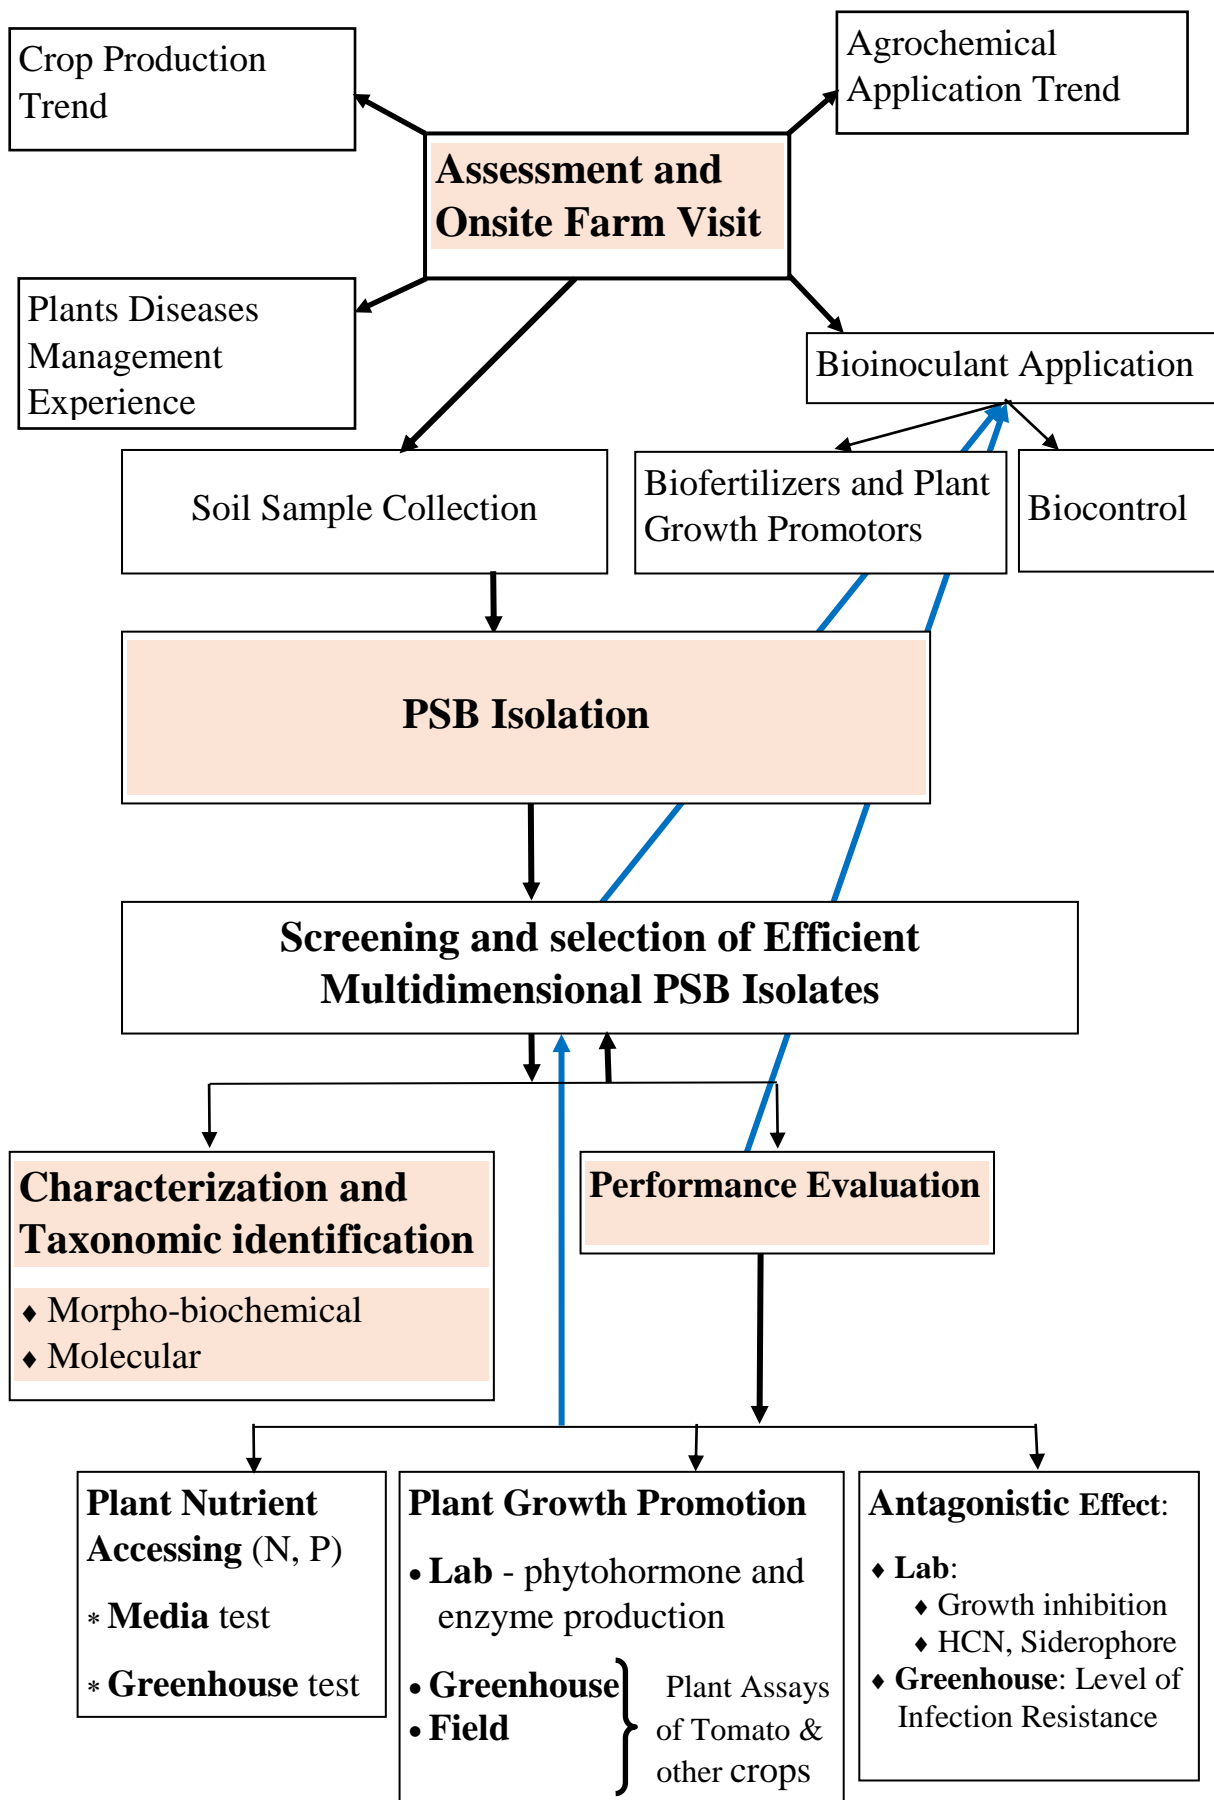 Crop Production
Trend
Agrochemical
Application Trend
Assessment and
Onsite Farm Visit
Plants Diseases
Management
Experience
Bioinoculant Application
Soil Sample Collection
Biofertilizers and Plant
Growth Promotors
Biocontrol
PSB Isolation
Screening and selection of Efficient
Multidimensional PSB Isolates
Characterization and
Taxonomic identification
♦ Morpho-biochemical
♦ Molecular
Performance Evaluation
Plant Nutrient
Accessing (N, P)
* Media test
* Greenhouse test
Plant Growth Promotion
• Lab - phytohormone and
enzyme production
• Greenhouse
• Field
Plant Assays
of Tomato &
other crops
Antagonistic Effect:
♦ Lab:
♦ Growth inhibition
♦ HCN, Siderophore
♦ Greenhouse: Level of
Infection Resistance